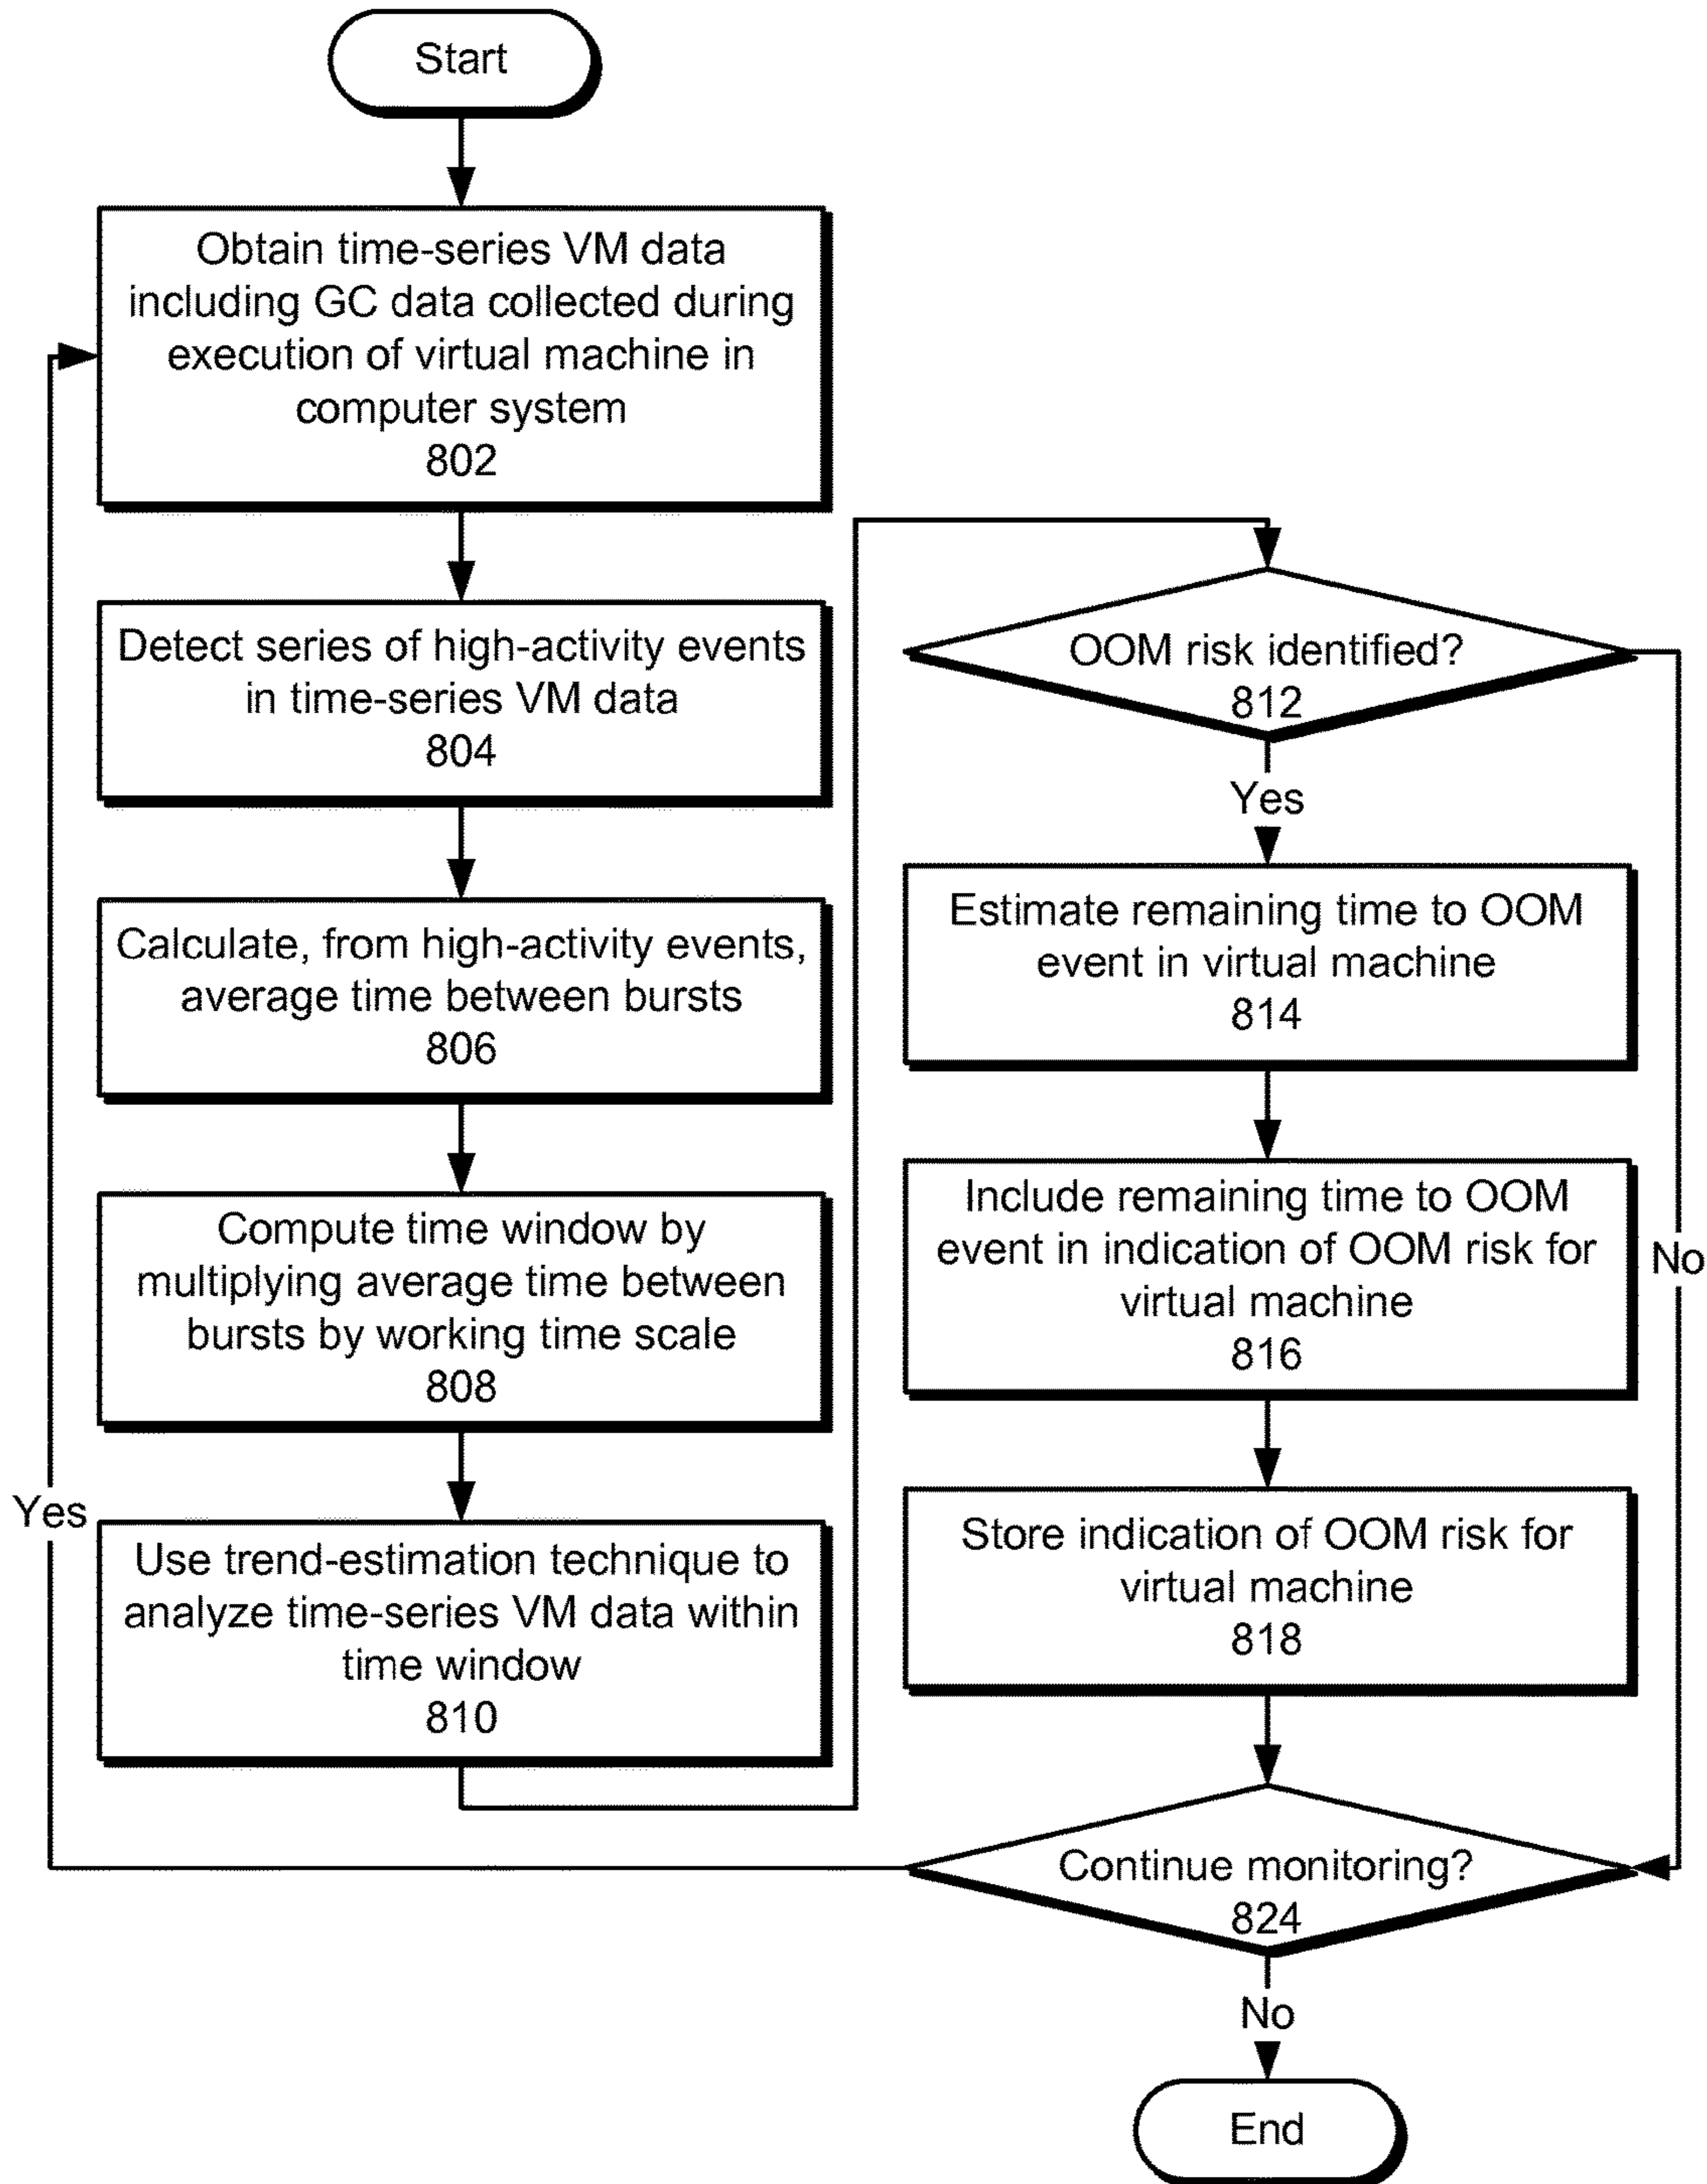 Start
Obtain time-series VM data
including GC data collected during
execution of virtual machine in
computer system
802
Detect series of high-activity events
in time-series VM data
804
Calculate, from high-activity events,
average time between bursts
806
Compute time window by
multiplying average time between
bursts by working time scale
808
Yes
Use trend-estimation technique to
analyze time-series VM data within
time window
810
OOM risk identified?
812
Yes
Estimate remaining time to OOM
event in virtual machine
814
Include remaining time to OOM
event in indication of OOM risk for
virtual machine
816
No
Store indication of OOM risk for
virtual machine
818
Continue monitoring?
824
No
End